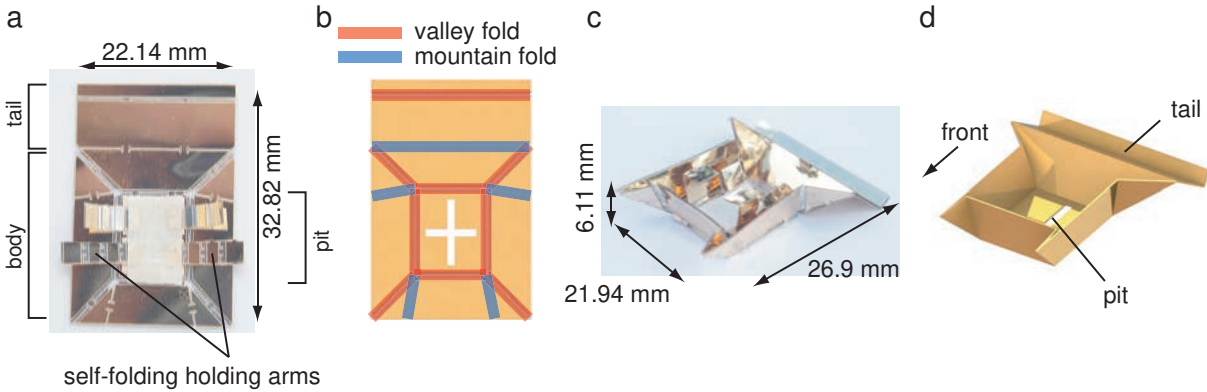 a
22.14 mm
tail
body
32.82 mm
pit
self-folding holding arms
b
valley fold
mountain fold
c
6.11 mm
21.94 mm
26.9 mm
d
front
tail
pit